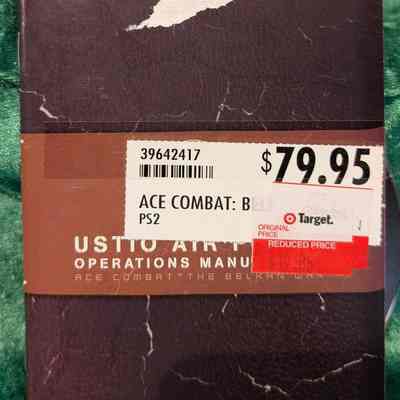 39642417
$79.95
ACE COMBAT: B
PS2
Target.
ORIGINAL
PRICE
REDUCED PRICE
USTIO AIR F
OPERATIONS MANU
ACE COMBAT THE BELKAN WAR